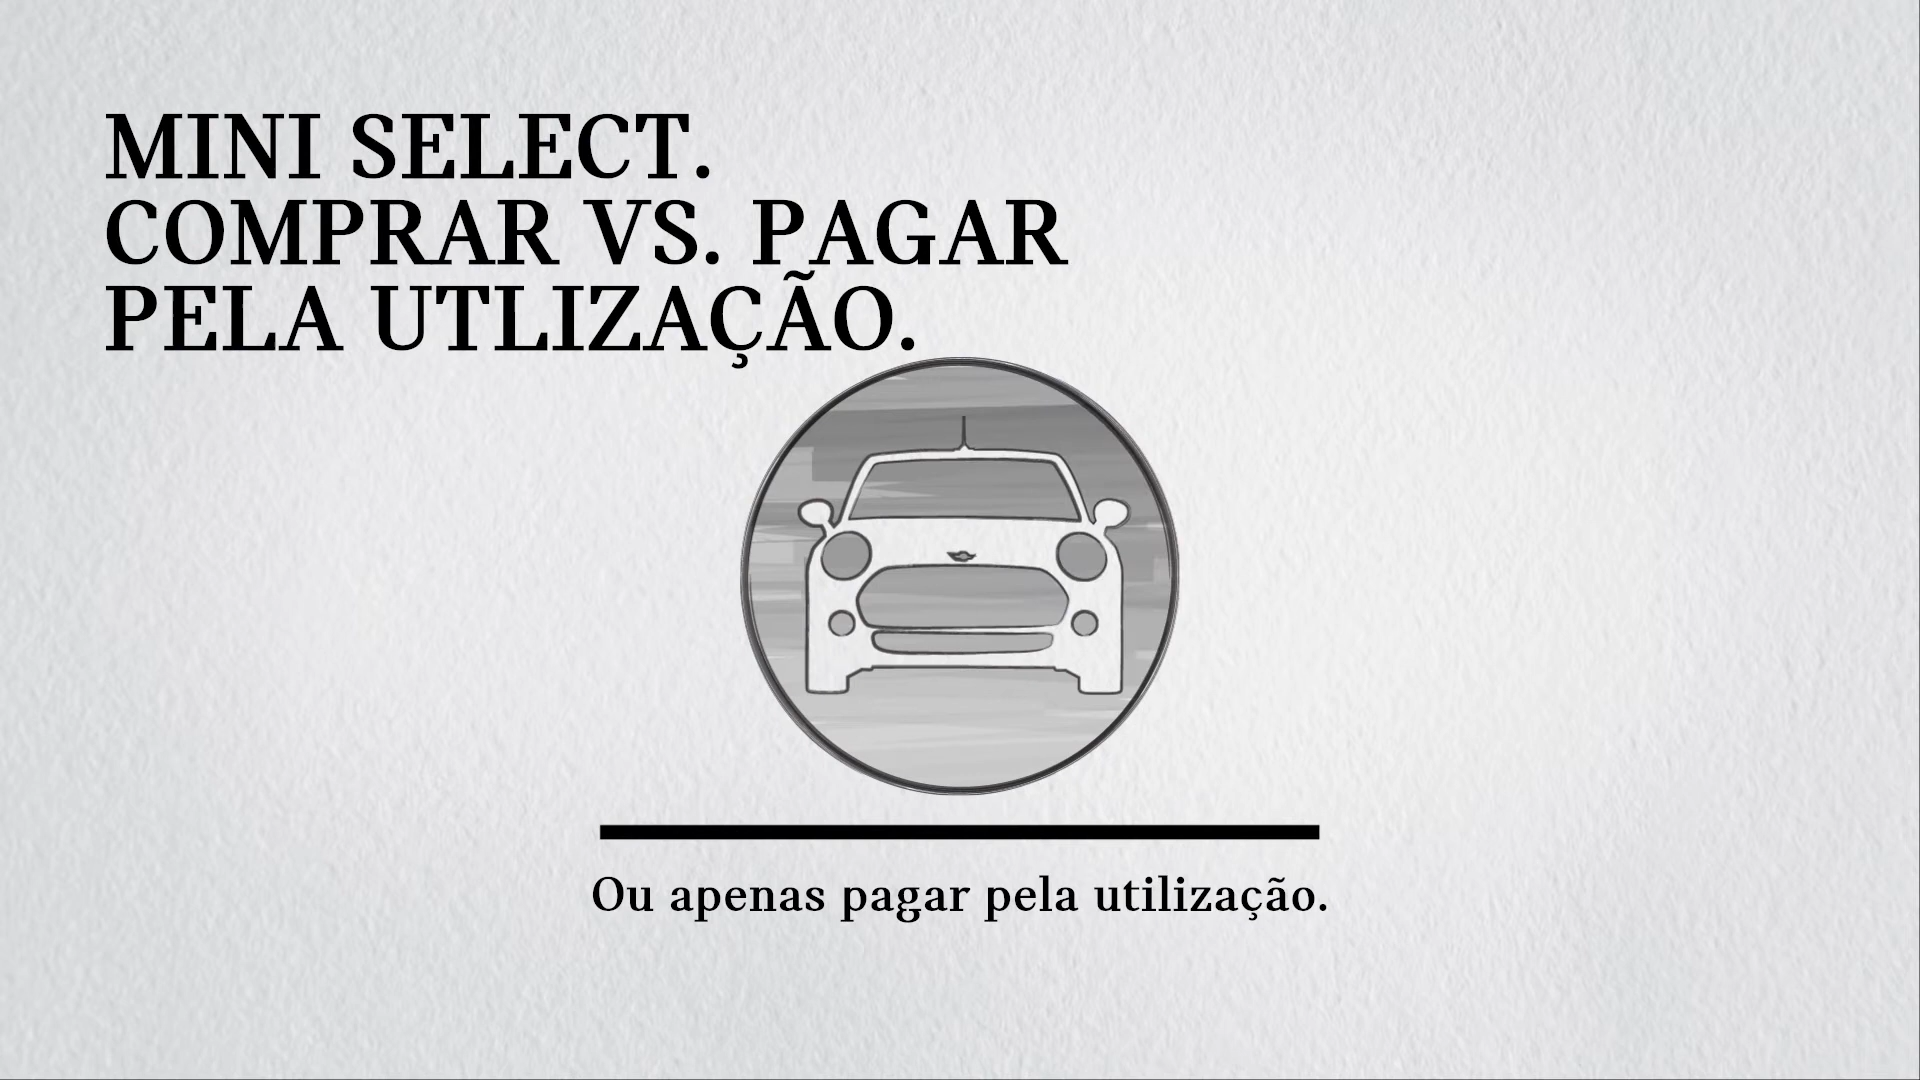 MINI SELECT.
COMPRAR VS. PAGAR
PELA UTLIZAÇÃO.
Ou apenas pagar pela utilização.